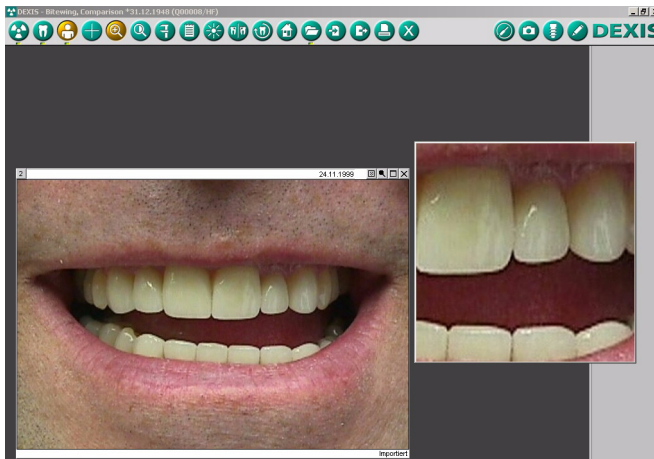 DEXIS - Bitewing, Comparison *31.12.1948 (Q00008/HF)
DEXIS
2 24.11.1999
Importiert